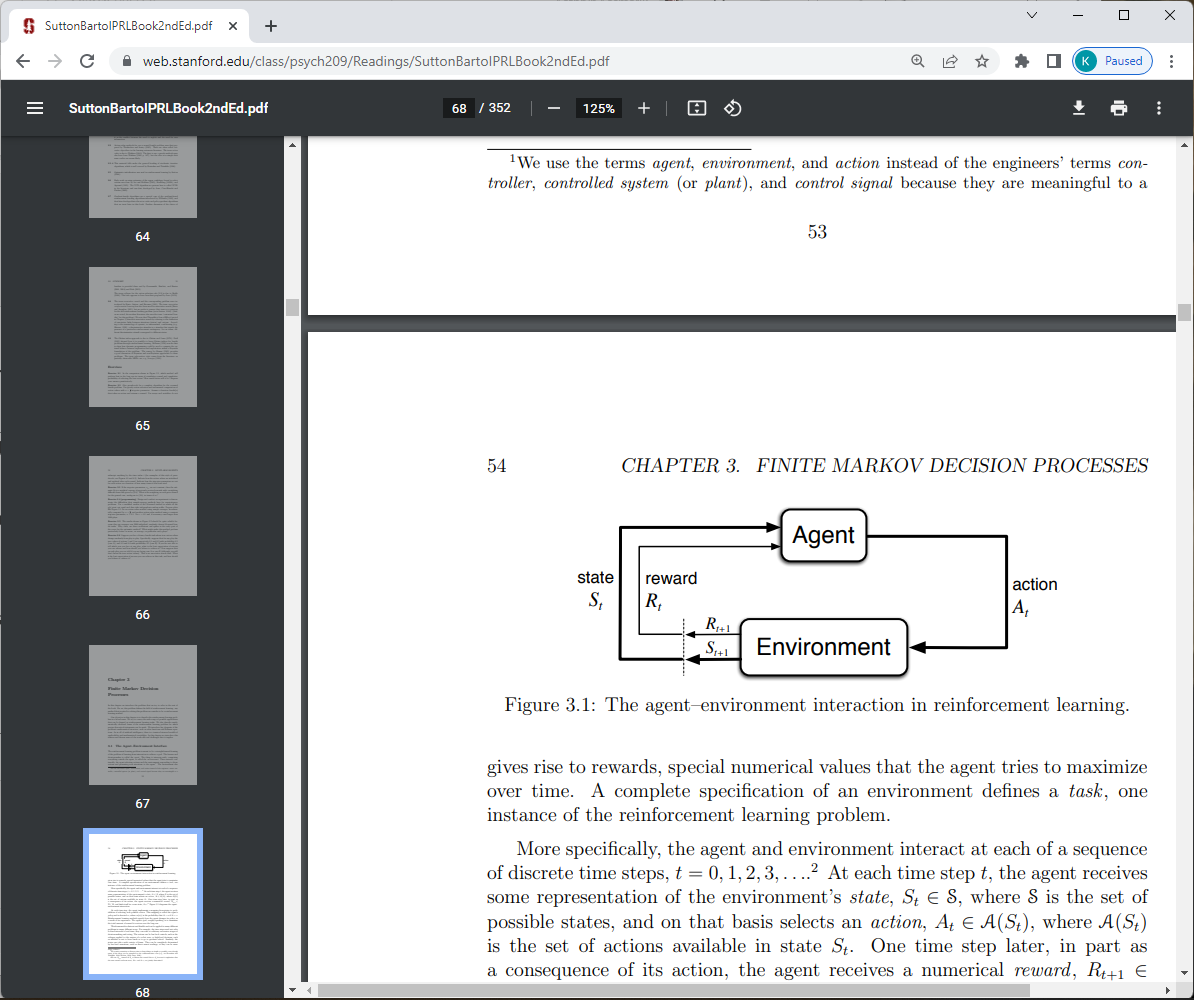 SuttonBartoIPRLBook2ndEd.pdf
web.stanford.edu/class/psych209/Readings/SuttonBartoIPRLBook2ndEd.pdf
K Paused
SuttonBartoIPRLBook2ndEd.pdf
68 / 352
125%
64
65
66
Chapter 3
Finite Markov Decision
Processes
67
68
¹We use the terms agent, environment, and action instead of the engineers' terms con-
troller, controlled system (or plant), and control signal because they are meaningful to a
53
54 CHAPTER 3. FINITE MARKOV DECISION PROCESSES
Agent
state
Sₜ
reward
Rₜ
action
Aₜ
Rₜ₊₁
Sₜ₊₁
Environment
Figure 3.1: The agent–environment interaction in reinforcement learning.
gives rise to rewards, special numerical values that the agent tries to maximize
over time. A complete specification of an environment defines a task, one
instance of the reinforcement learning problem.
More specifically, the agent and environment interact at each of a sequence
of discrete time steps, t = 0, 1, 2, 3, . . . .² At each time step t, the agent receives
some representation of the environment's state, Sₜ ∈ 𝒮, where 𝒮 is the set of
possible states, and on that basis selects an action, Aₜ ∈ 𝒜(Sₜ), where 𝒜(Sₜ)
is the set of actions available in state Sₜ. One time step later, in part as
a consequence of its action, the agent receives a numerical reward, Rₜ₊₁ ∈